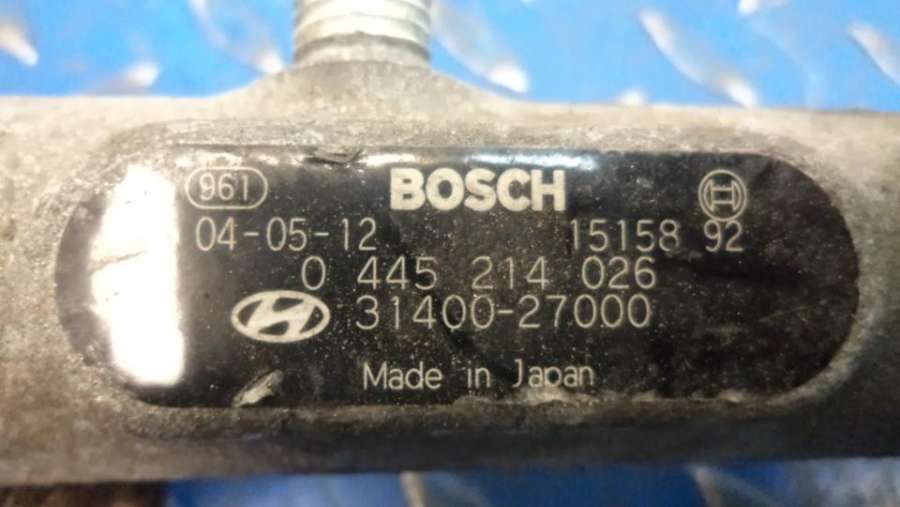 961 BOSCH
04-05-12 15158 92
0 445 214 026
31400-27000
Made in Japan